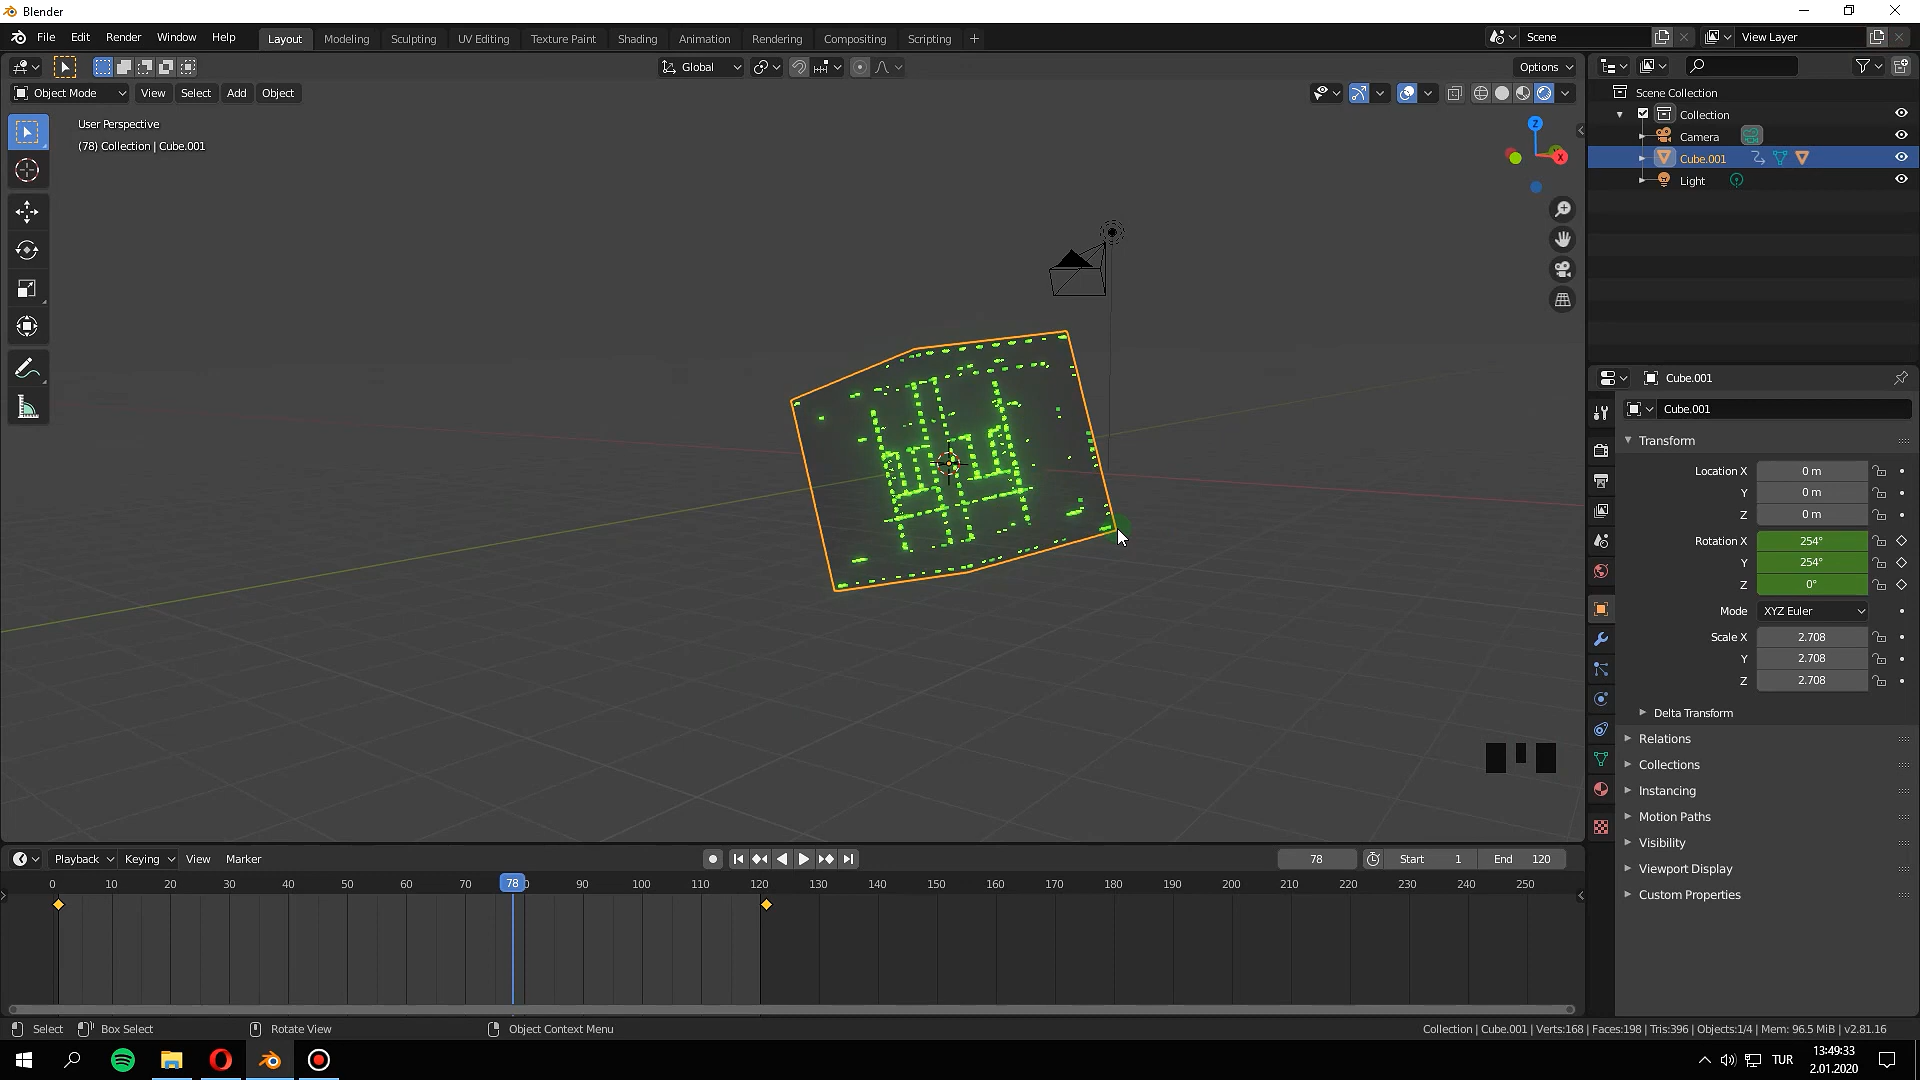 Blender
File Edit Render Window Help
Layout Modeling Sculpting UV Editing Texture Paint Shading Animation Rendering Compositing Scripting +
Scene
View Layer
Global
Options
Object Mode View Select Add Object
User Perspective
(78) Collection | Cube.001
Z
X
Scene Collection
Collection
Camera
Cube.001
Light
Cube.001
Cube.001
Transform
Location X 0 m
Y 0 m
Z 0 m
Rotation X 254°
Y 254°
Z 0°
Mode XYZ Euler
Scale X 2.708
Y 2.708
Z 2.708
Delta Transform
Relations
Collections
Instancing
Motion Paths
Visibility
Viewport Display
Custom Properties
Playback Keying View Marker
78 Start 1 End 120
0 10 20 30 40 50 60 70 78 90 100 110 120 130 140 150 160 170 180 190 200 210 220 230 240 250
Select Box Select Rotate View Object Context Menu
Collection | Cube.001 | Verts:168 | Faces:198 | Tris:396 | Objects:1/4 | Mem: 96.5 MiB | v2.81.16
TUR
13:49:33
2.01.2020